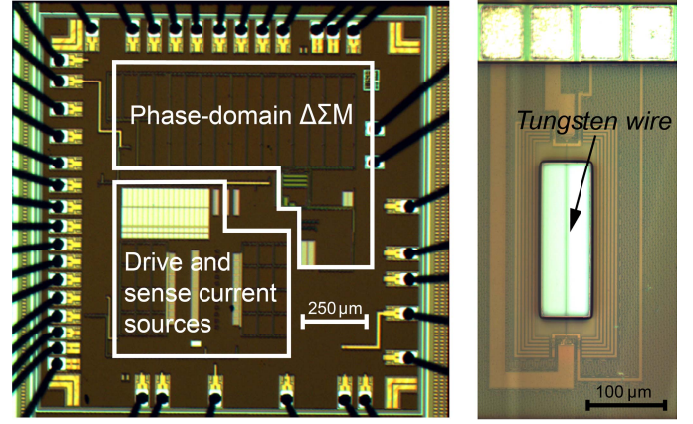 Phase-domain ΔΣM
Drive and
sense current
sources
250 µm
Tungsten wire
100 µm